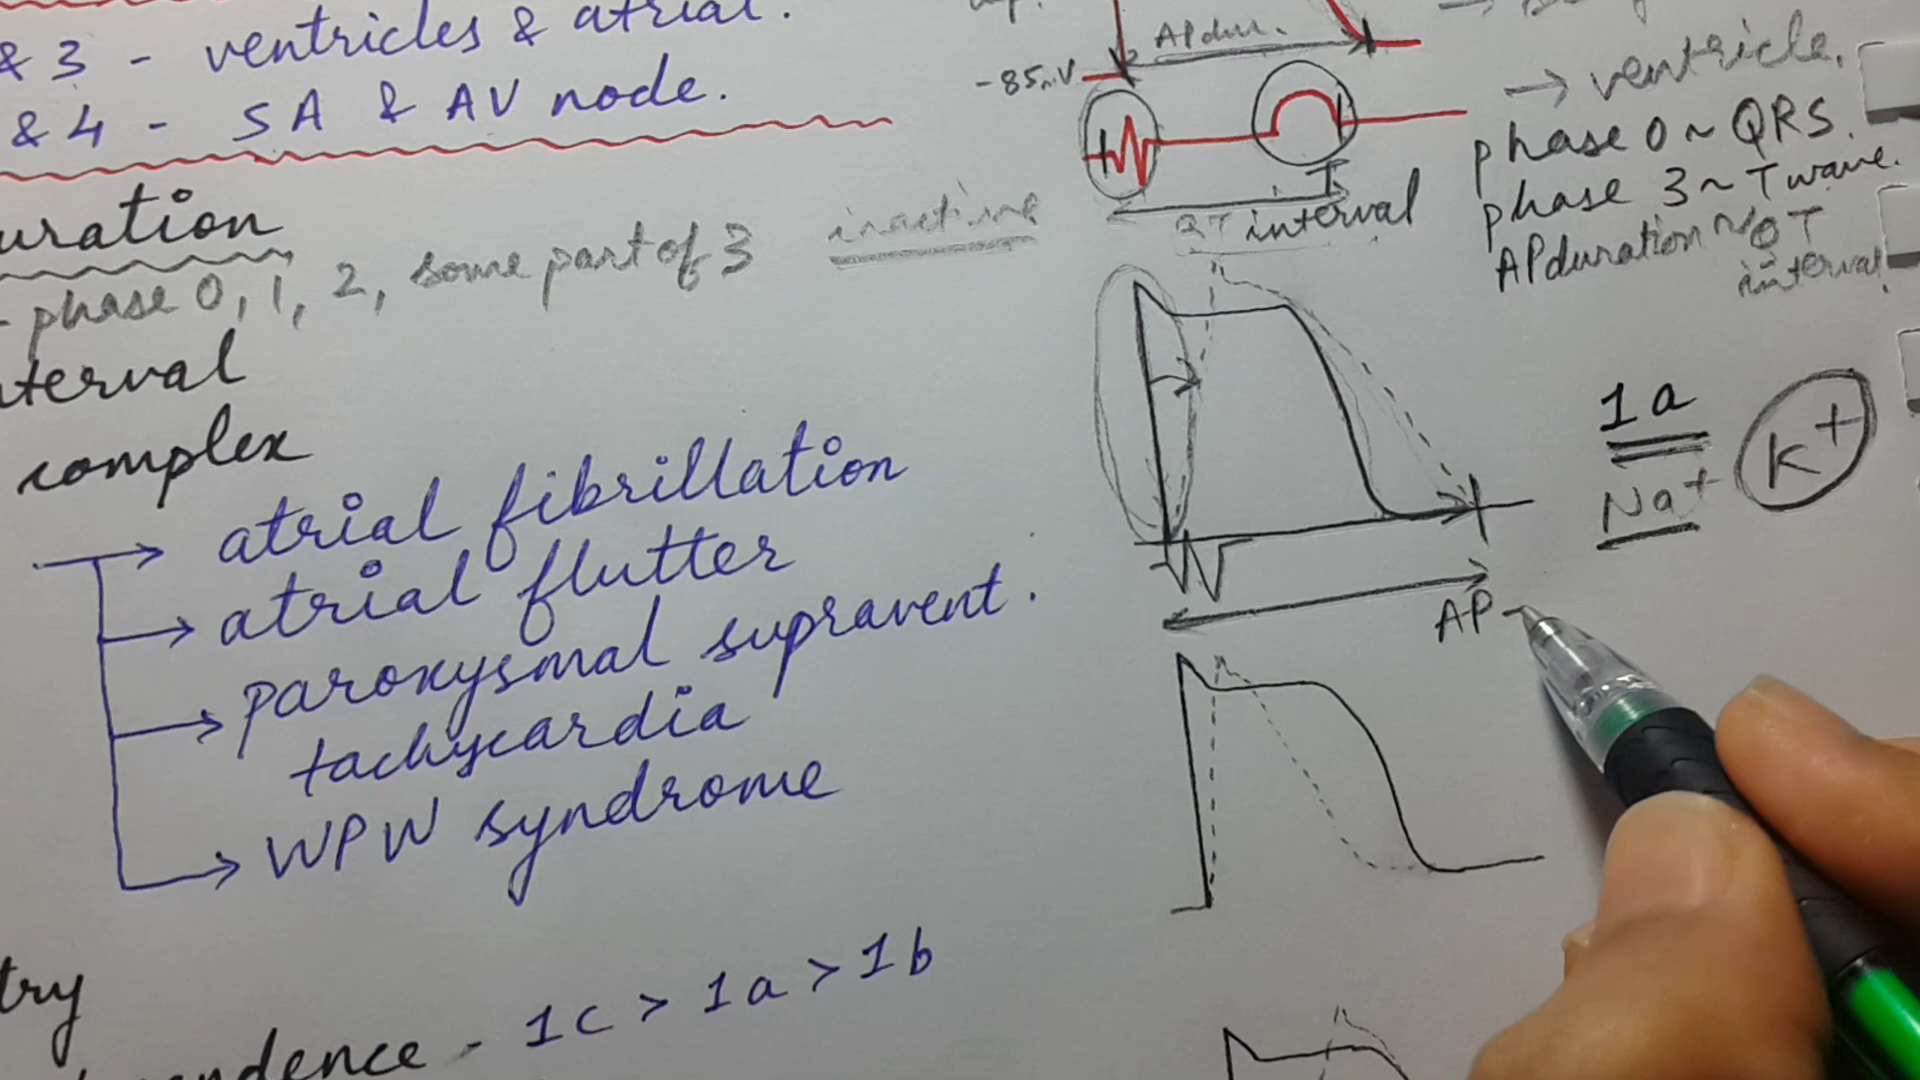 & 3 - ventricles & atrial.
& 4 - SA & AV node.
uration
- phase 0, 1, 2, some part of 3 inactive
nterval
complex
→ atrial fibrillation
→ atrial flutter
→ paroxysmal supravent.
tachycardia
→ WPW syndrome
try
endence - 1c > 1a > 1b
AP dur.
-85mV
→ ventricle.
phase 0 ~ QRS.
phase 3 ~ T wave.
AP duration ~ QT
interval
QT interval
1a
Na+ K+
AP -